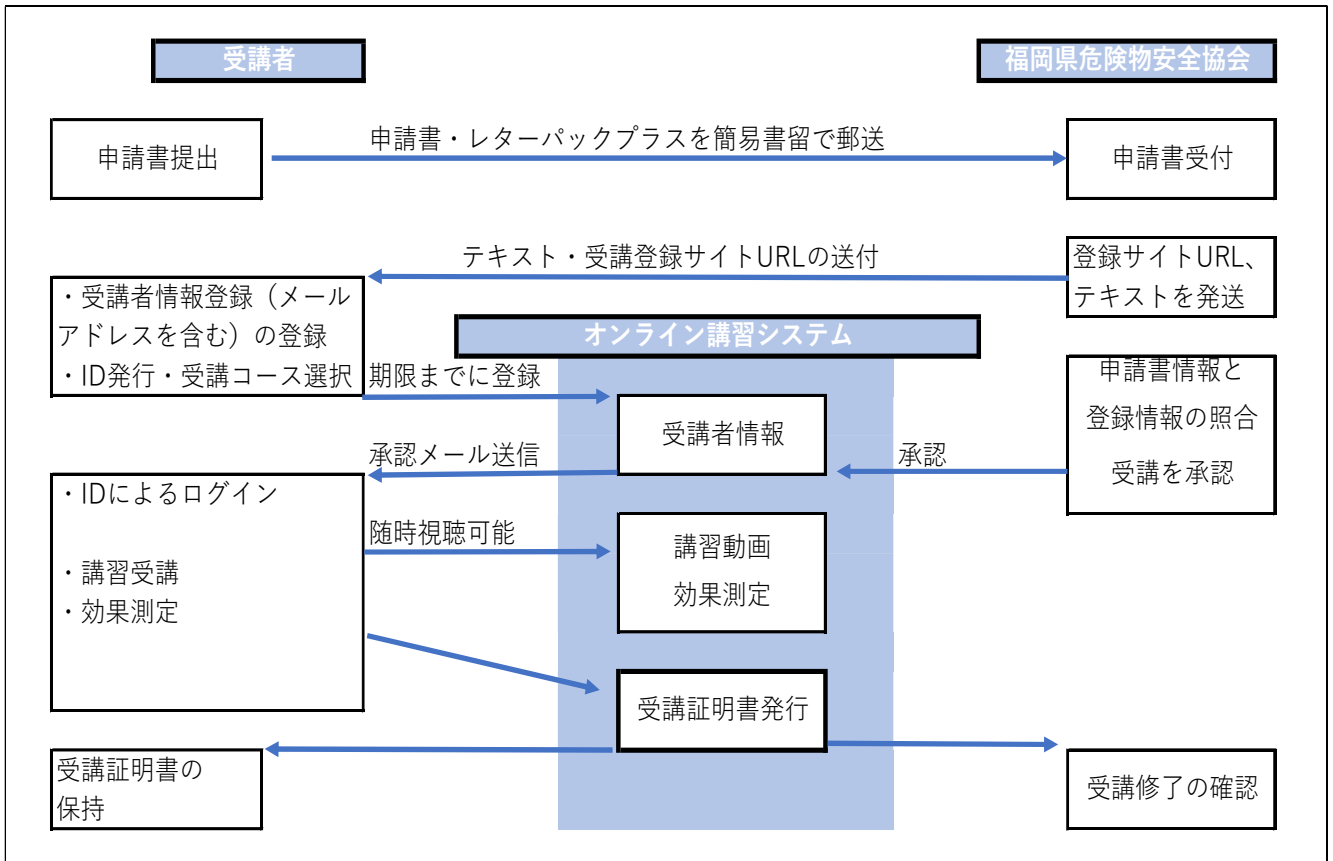 受講者
福岡県危険物安全協会
申請書提出
申請書・レターパックプラスを簡易書留で郵送
申請書受付
テキスト・受講登録サイトURLの送付
登録サイトURL、
テキストを発送
・受講者情報登録（メール
アドレスを含む）の登録
・ID発行・受講コース選択
オンライン講習システム
期限までに登録
受講者情報
申請書情報と
登録情報の照合
受講を承認
承認
承認メール送信
・IDによるログイン
・講習受講
・効果測定
随時視聴可能
講習動画
効果測定
受講証明書発行
受講証明書の
保持
受講修了の確認